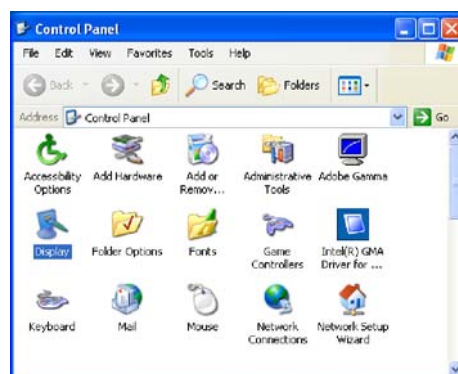 Control Panel
File Edit View Favorites Tools Help
Back Search Folders
Address Control Panel Go
Accessibility Options
Add Hardware
Add or Remov...
Administrative Tools
Adobe Gamma
Display
Folder Options
Fonts
Game Controllers
Intel(R) GMA Driver for ...
Keyboard
Mail
Mouse
Network Connections
Network Setup Wizard